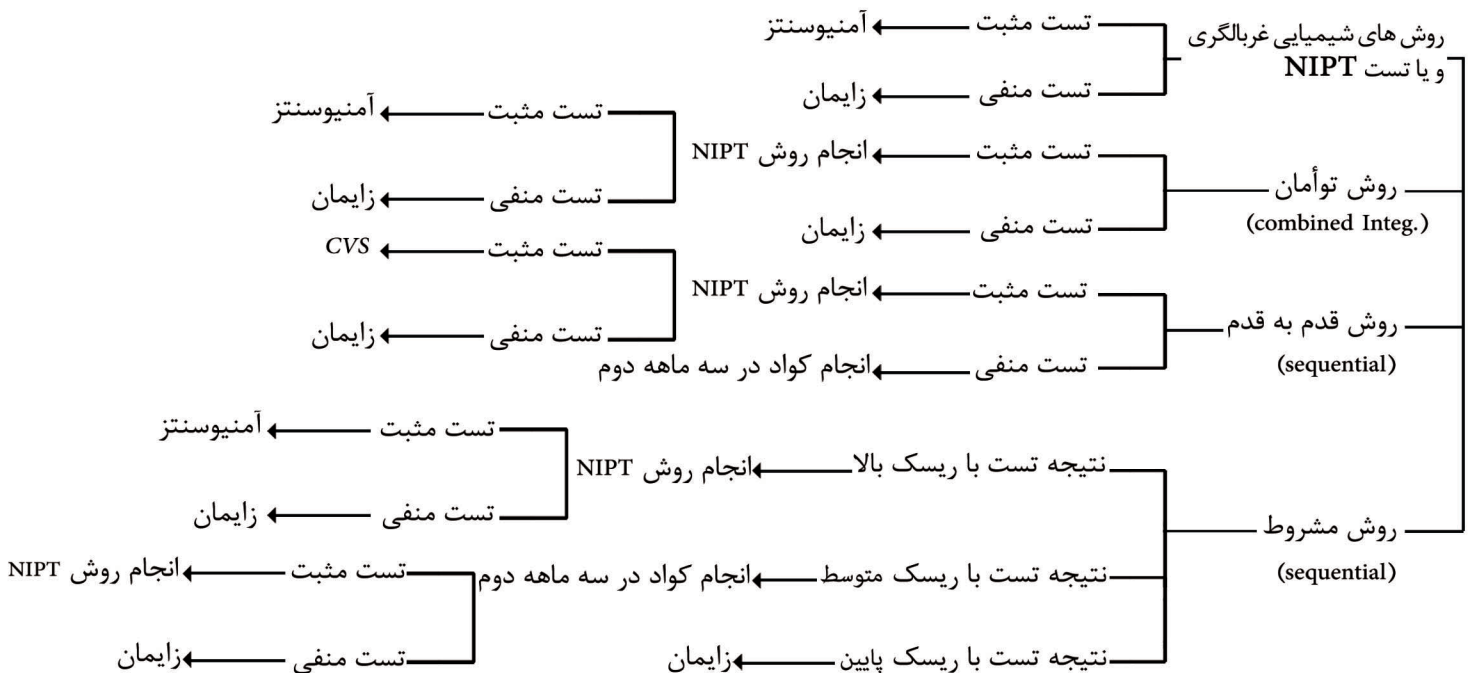 روش های شیمیایی غربالگری
و یا تست NIPT
تست مثبت
آمنیوسنتز
تست منفی
زایمان
روش توأمان
(combined Integ.)
تست مثبت
انجام روش NIPT
تست مثبت
آمنیوسنتز
تست منفی
زایمان
تست منفی
زایمان
روش قدم به قدم
(sequential)
تست مثبت
انجام روش NIPT
تست مثبت
CVS
تست منفی
زایمان
تست منفی
انجام کواد در سه ماهه دوم
روش مشروط
(sequential)
نتیجه تست با ریسک بالا
انجام روش NIPT
تست مثبت
آمنیوسنتز
تست منفی
زایمان
نتیجه تست با ریسک متوسط
انجام کواد در سه ماهه دوم
تست مثبت
انجام روش NIPT
تست منفی
زایمان
نتیجه تست با ریسک پایین
زایمان